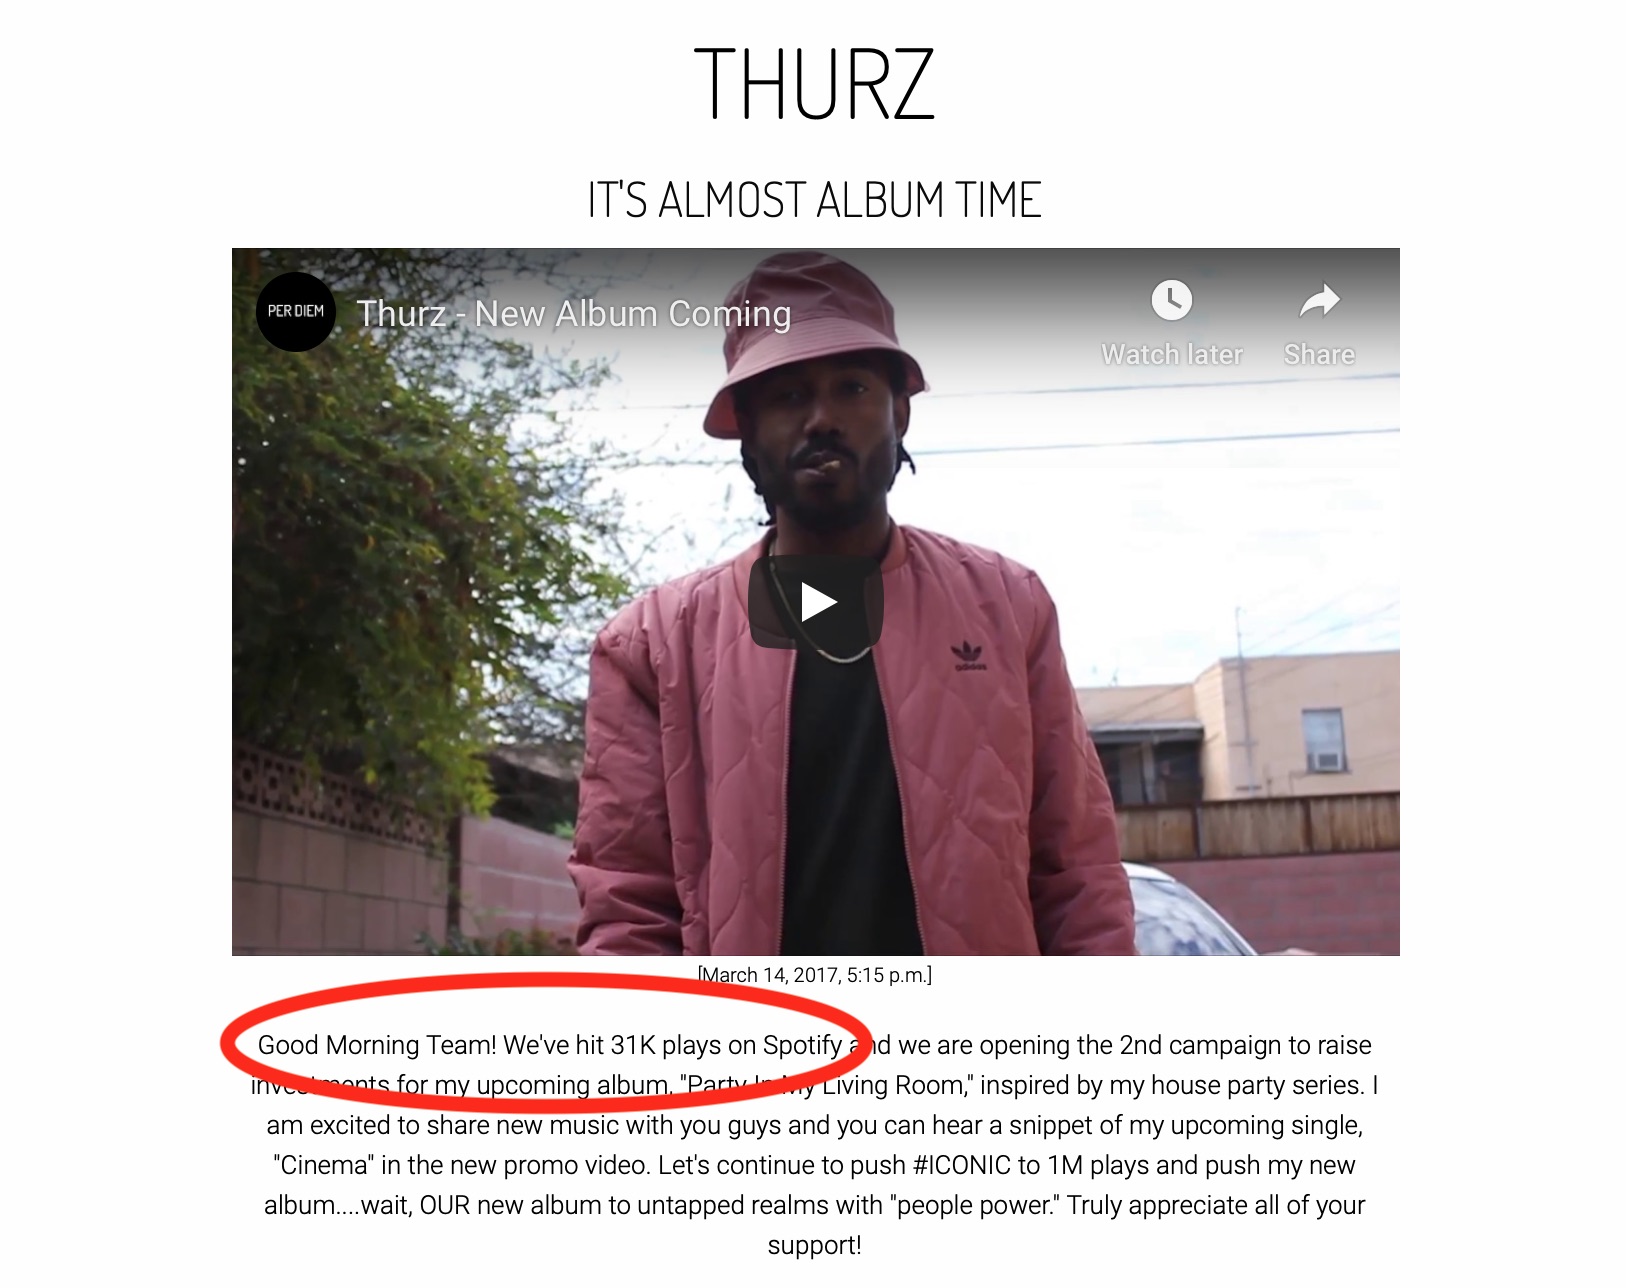 THURZ
IT'S ALMOST ALBUM TIME
PER DIEM
Thurz - New Album Coming
Watch later
Share
adidas
[March 14, 2017, 5:15 p.m.]
Good Morning Team! We've hit 31K plays on Spotify and we are opening the 2nd campaign to raise
investments for my upcoming album, "Party In My Living Room," inspired by my house party series. I
am excited to share new music with you guys and you can hear a snippet of my upcoming single,
"Cinema" in the new promo video. Let's continue to push #ICONIC to 1M plays and push my new
album....wait, OUR new album to untapped realms with "people power." Truly appreciate all of your
support!